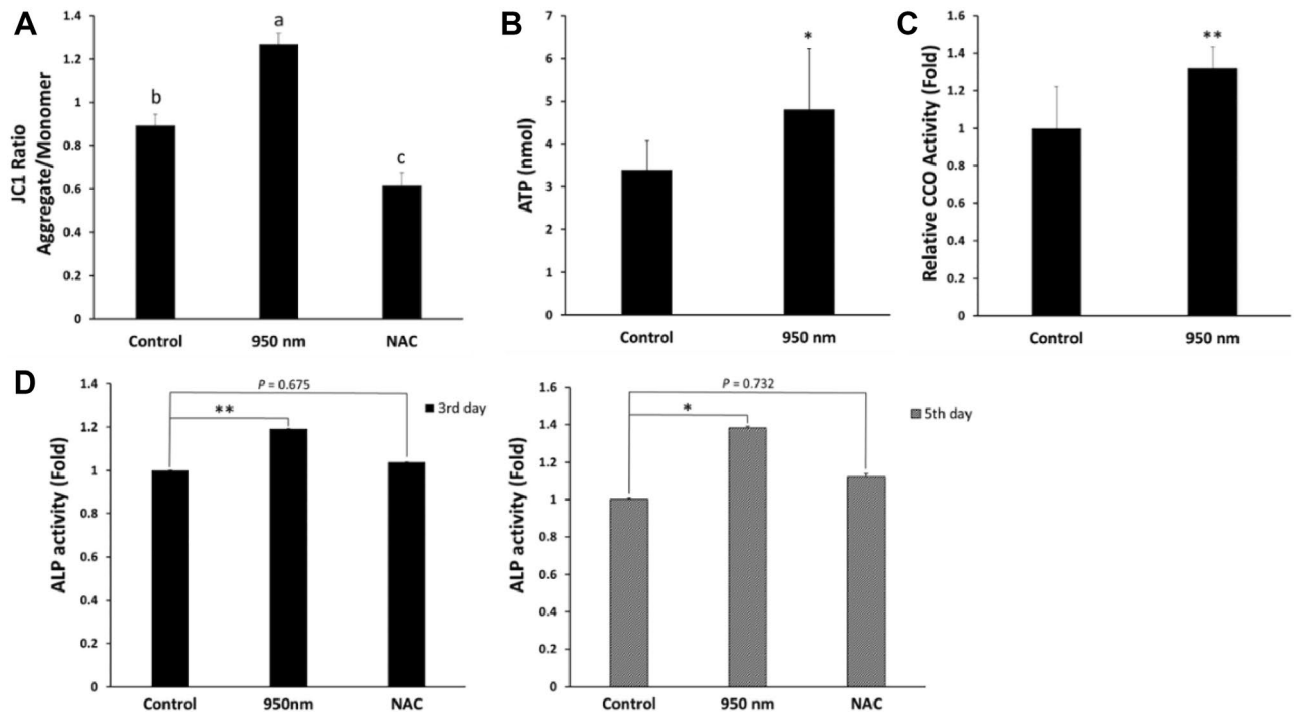 A
JC1 Ratio
Aggregate/Monomer
1.4
1.2
1
0.8
0.6
0.4
0.2
0
b
a
c
Control
950 nm
NAC
B
ATP (nmol)
7
6
5
4
3
2
1
0
*
Control
950 nm
C
Relative CCO Activity (Fold)
1.6
1.4
1.2
1
0.8
0.6
0.4
0.2
0
**
Control
950 nm
D
ALP activity (Fold)
1.4
1.2
1
0.8
0.6
0.4
0.2
0
P = 0.675
**
3rd day
Control
950nm
NAC
ALP activity (Fold)
1.6
1.4
1.2
1
0.8
0.6
0.4
0.2
0
P = 0.732
*
5th day
Control
950 nm
NAC